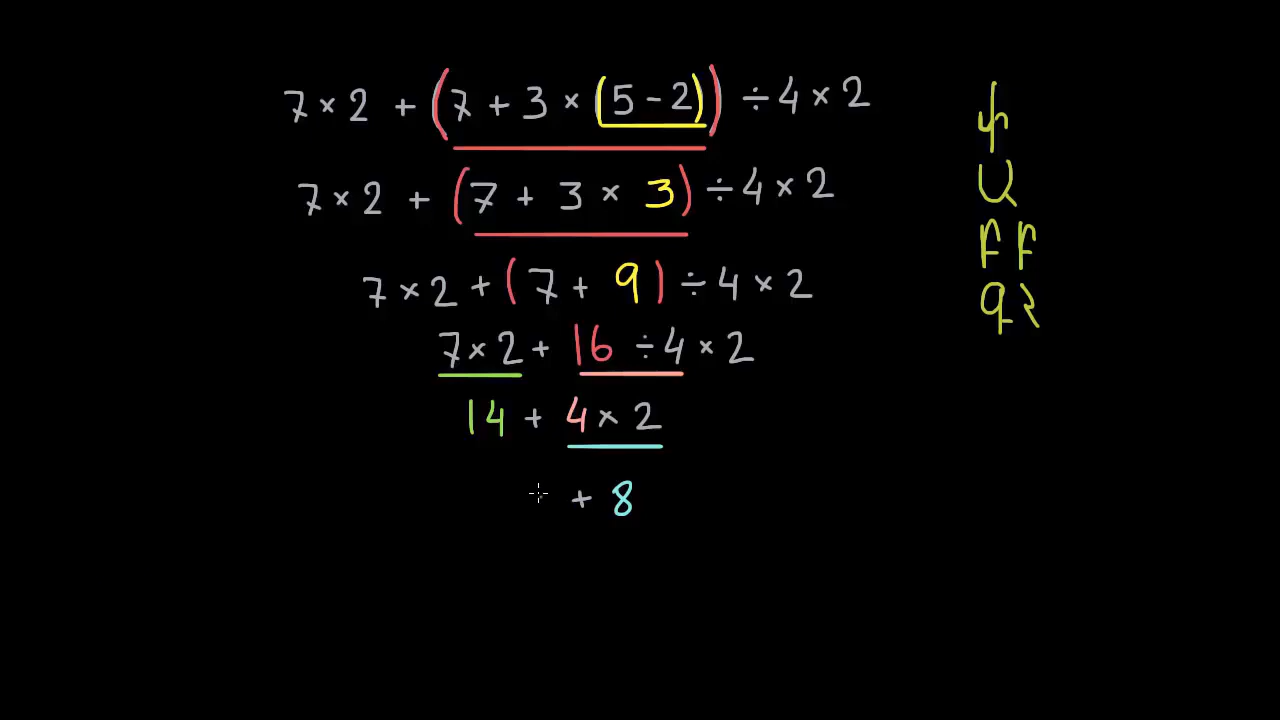 7 × 2 + (7 + 3 × (5 − 2)) ÷ 4 × 2
7 × 2 + (7 + 3 × 3) ÷ 4 × 2
7 × 2 + (7 + 9) ÷ 4 × 2
7 × 2 + 16 ÷ 4 × 2
14 + 4 × 2
+ 8
Փ
Ա
Բ Բ
Գ Հ